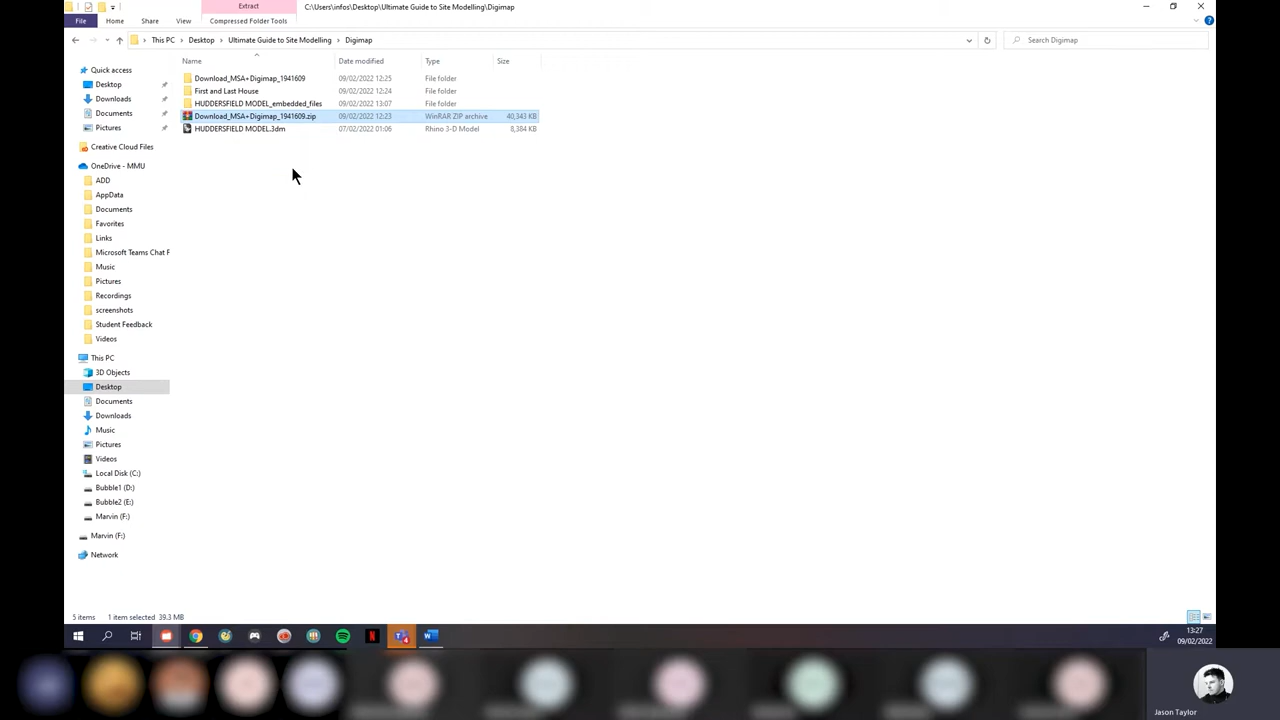 Extract
C:\Users\infos\Desktop\Ultimate Guide to Site Modelling\Digimap
File Home Share View Compressed Folder Tools
This PC Desktop Ultimate Guide to Site Modelling Digimap
Search Digimap
Name Date modified Type Size
Download_MSA+Digimap_1941609 09/02/2022 12:25 File folder
First and Last House 09/02/2022 12:24 File folder
HUDDERSFIELD MODEL_embedded_files 09/02/2022 13:07 File folder
Download_MSA+Digimap_1941609.zip 09/02/2022 12:23 WinRAR ZIP archive 40,343 KB
HUDDERSFIELD MODEL.3dm 07/02/2022 01:06 Rhino 3-D Model 8,384 KB
Quick access
Desktop
Downloads
Documents
Pictures
Creative Cloud Files
OneDrive - MMU
ADD
AppData
Documents
Favorites
Links
Microsoft Teams Chat F
Music
Pictures
Recordings
screenshots
Student Feedback
Videos
This PC
3D Objects
Desktop
Documents
Downloads
Music
Pictures
Videos
Local Disk (C:)
Bubble1 (D:)
Bubble2 (E:)
Marvin (F:)
Marvin (F:)
Network
5 items 1 item selected 39.3 MB
13:27
09/02/2022
Jason Taylor